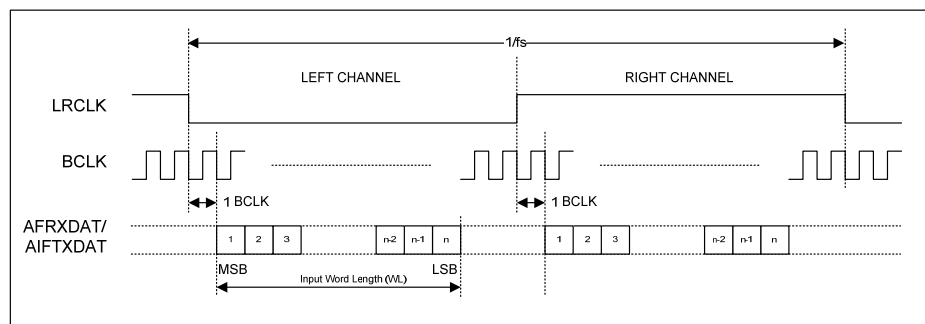 1/fs
LEFT CHANNEL
RIGHT CHANNEL
LRCLK
BCLK
1 BCLK
1 BCLK
AFRXDAT/
AIFTXDAT
1 2 3 n-2 n-1 n 1 2 3 n-2 n-1 n
MSB LSB
Input Word Length (WL)